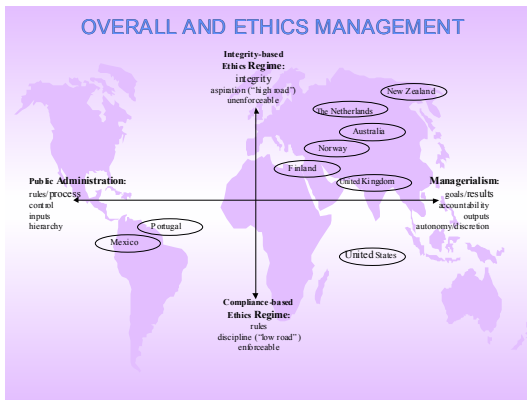 OVERALL AND ETHICS MANAGEMENT
Integrity-based
Ethics Regime:
integrity
aspiration ("high road")
unenforceable
New Zealand
The Netherlands
Australia
Norway
Finland
United Kingdom
Public Administration:
rules/process
control
inputs
hierarchy
Managerialism:
goals/results
accountability
outputs
autonomy/discretion
Portugal
Mexico
United States
Compliance-based
Ethics Regime:
rules
discipline ("low road")
enforceable